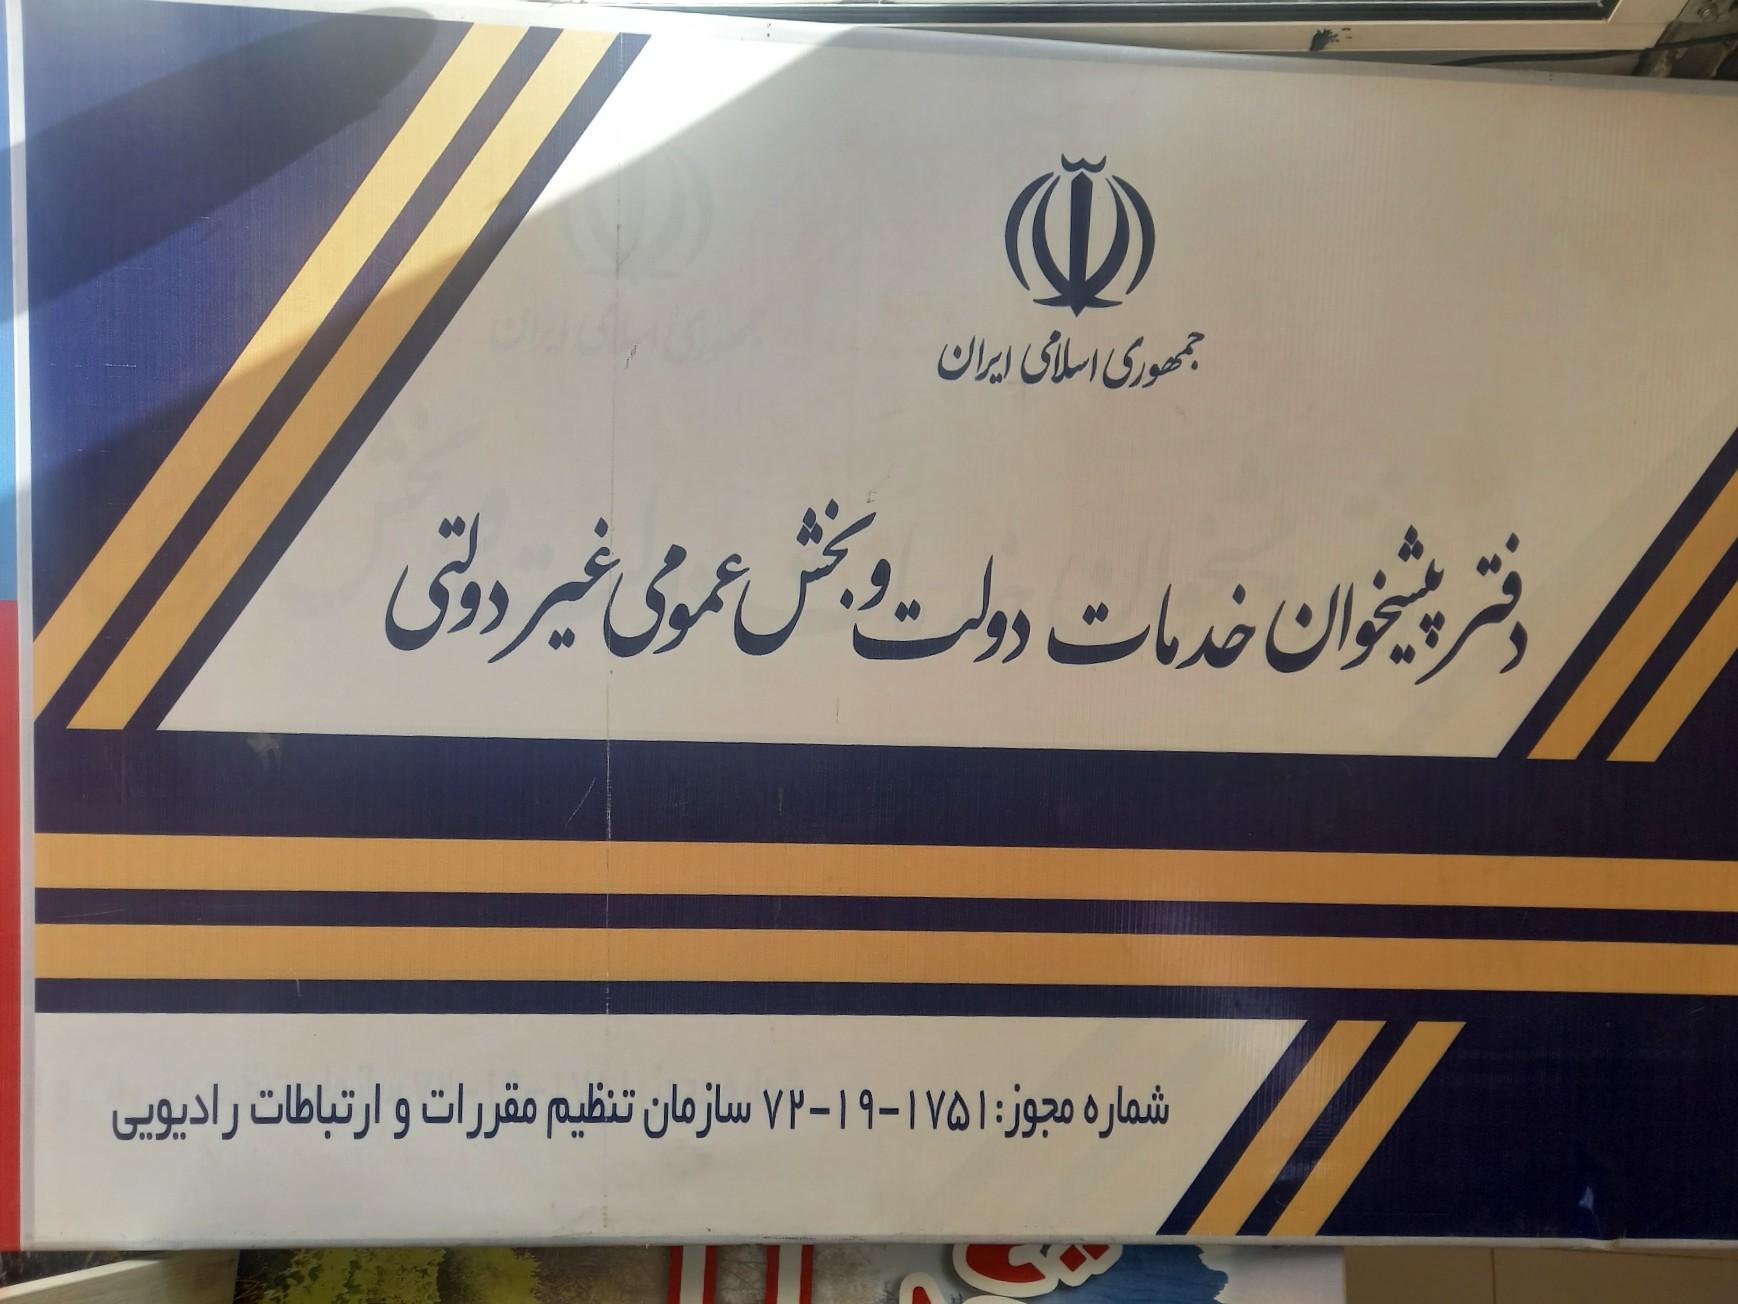 جمهوری اسلامی ایران
دفتر پیشخوان خدمات دولت و بخش عمومی غیر دولتی
شماره مجوز: ۱۷۵۱-۱۹-۷۲ سازمان تنظیم مقررات و ارتباطات رادیویی